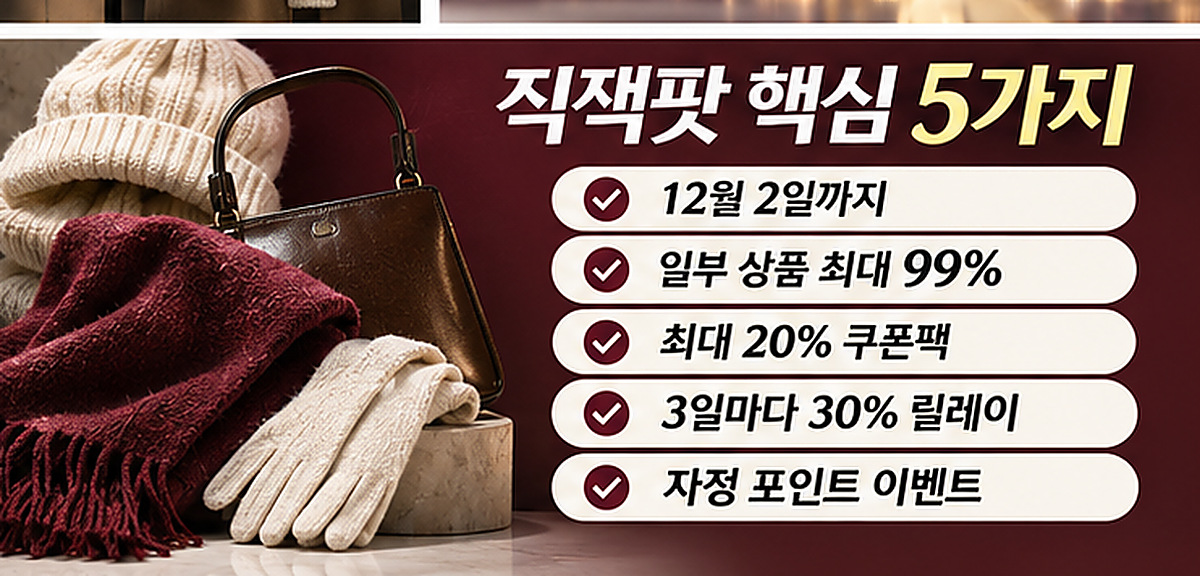 직잭팟 핵심 5가지
12월 2일까지
일부 상품 최대 99%
최대 20% 쿠폰팩
3일마다 30% 릴레이
자정 포인트 이벤트